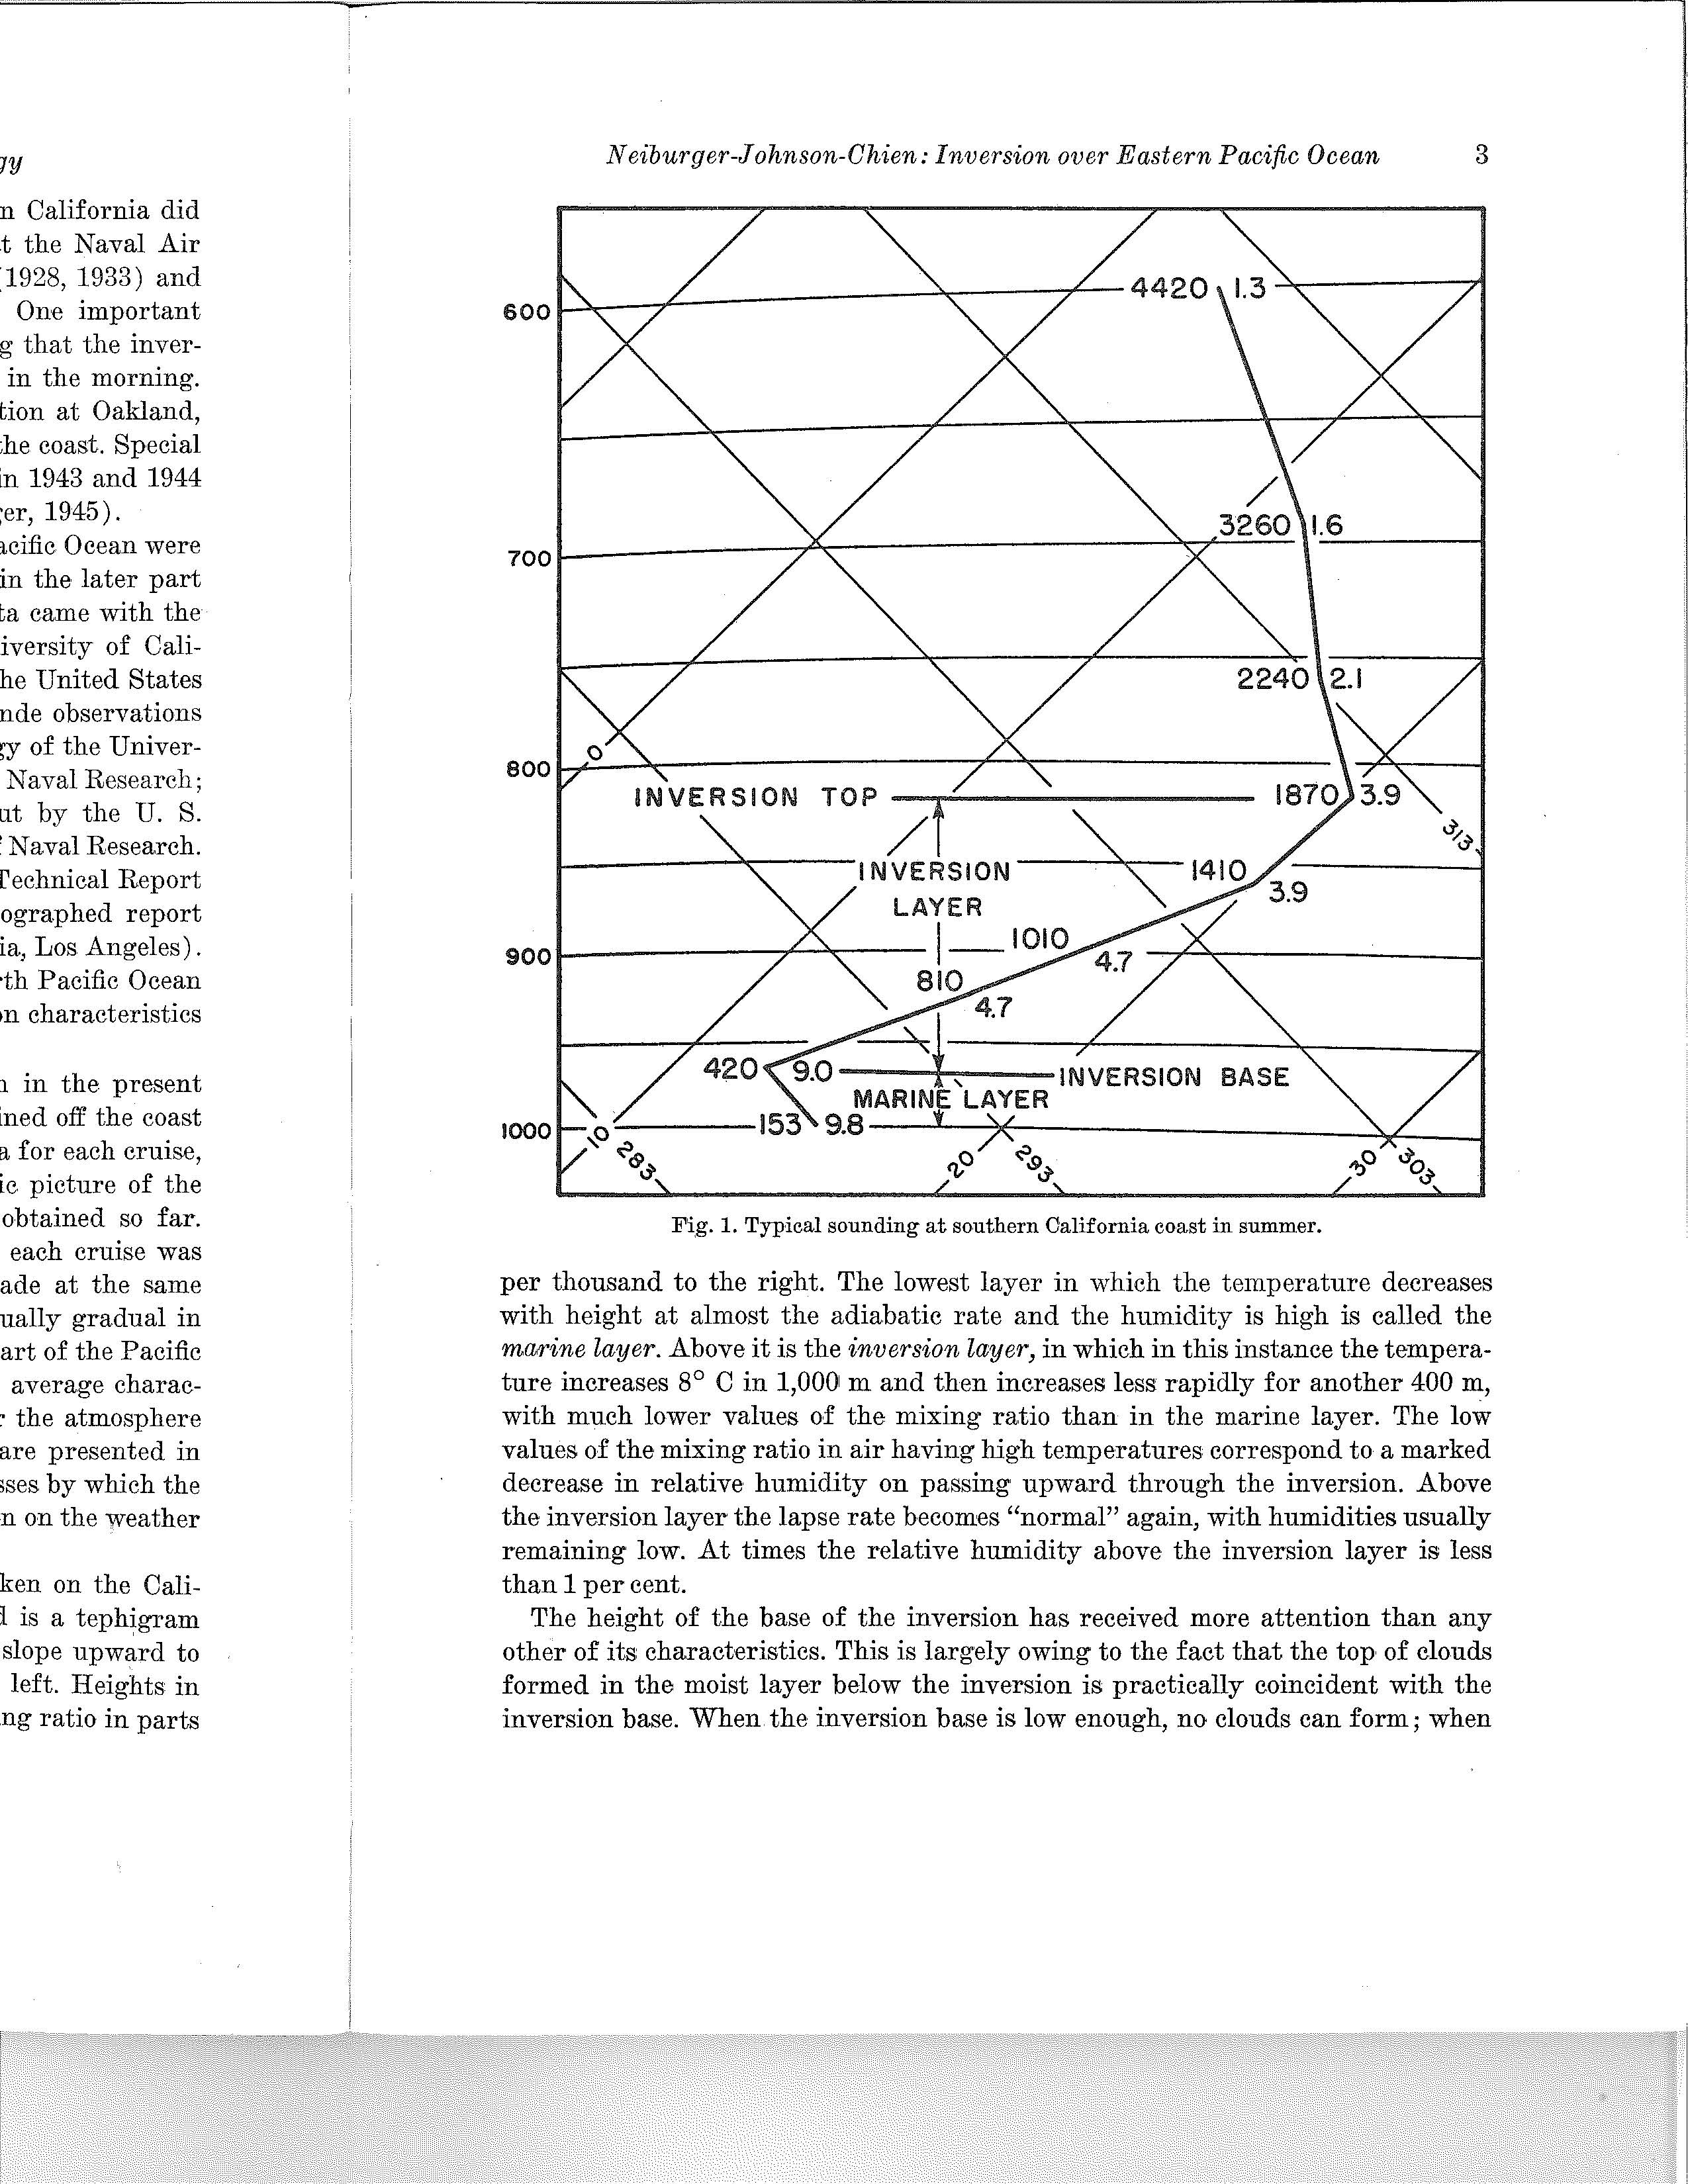 gy
n California did
t the Naval Air
(1928, 1933) and
One important
g that the inver-
in the morning.
tion at Oakland,
the coast. Special
in 1943 and 1944
ger, 1945).
acific Ocean were
in the later part
ta came with the
iversity of Cali-
he United States
nde observations
gy of the Univer-
Naval Research;
ut by the U. S.
f Naval Research.
Technical Report
ographed report
ia, Los Angeles).
rth Pacific Ocean
on characteristics
n in the present
ined off the coast
a for each cruise,
ic picture of the
obtained so far.
each cruise was
ade at the same
ually gradual in
art of the Pacific
average charac-
r the atmosphere
are presented in
sses by which the
n on the weather
ken on the Cali-
d is a tephigram
slope upward to
left. Heights in
ng ratio in parts
Neiburger-Johnson-Chien: Inversion over Eastern Pacific Ocean 3
4420 1.3
600
3260 1.6
700
2240 2.1
0
800
INVERSION TOP 1870 3.9
313
INVERSION 1410
3.9
LAYER
1010
900 4.7
810
4.7
420 9.0 INVERSION BASE
MARINE LAYER
1000 10 153 9.8
283 20 293 30 303
Fig. 1. Typical sounding at southern California coast in summer.
per thousand to the right. The lowest layer in which the temperature decreases
with height at almost the adiabatic rate and the humidity is high is called the
marine layer. Above it is the inversion layer, in which in this instance the tempera-
ture increases 8° C in 1,000 m and then increases less rapidly for another 400 m,
with much lower values of the mixing ratio than in the marine layer. The low
values of the mixing ratio in air having high temperatures correspond to a marked
decrease in relative humidity on passing upward through the inversion. Above
the inversion layer the lapse rate becomes “normal” again, with humidities usually
remaining low. At times the relative humidity above the inversion layer is less
than 1 per cent.
The height of the base of the inversion has received more attention than any
other of its characteristics. This is largely owing to the fact that the top of clouds
formed in the moist layer below the inversion is practically coincident with the
inversion base. When the inversion base is low enough, no clouds can form; when